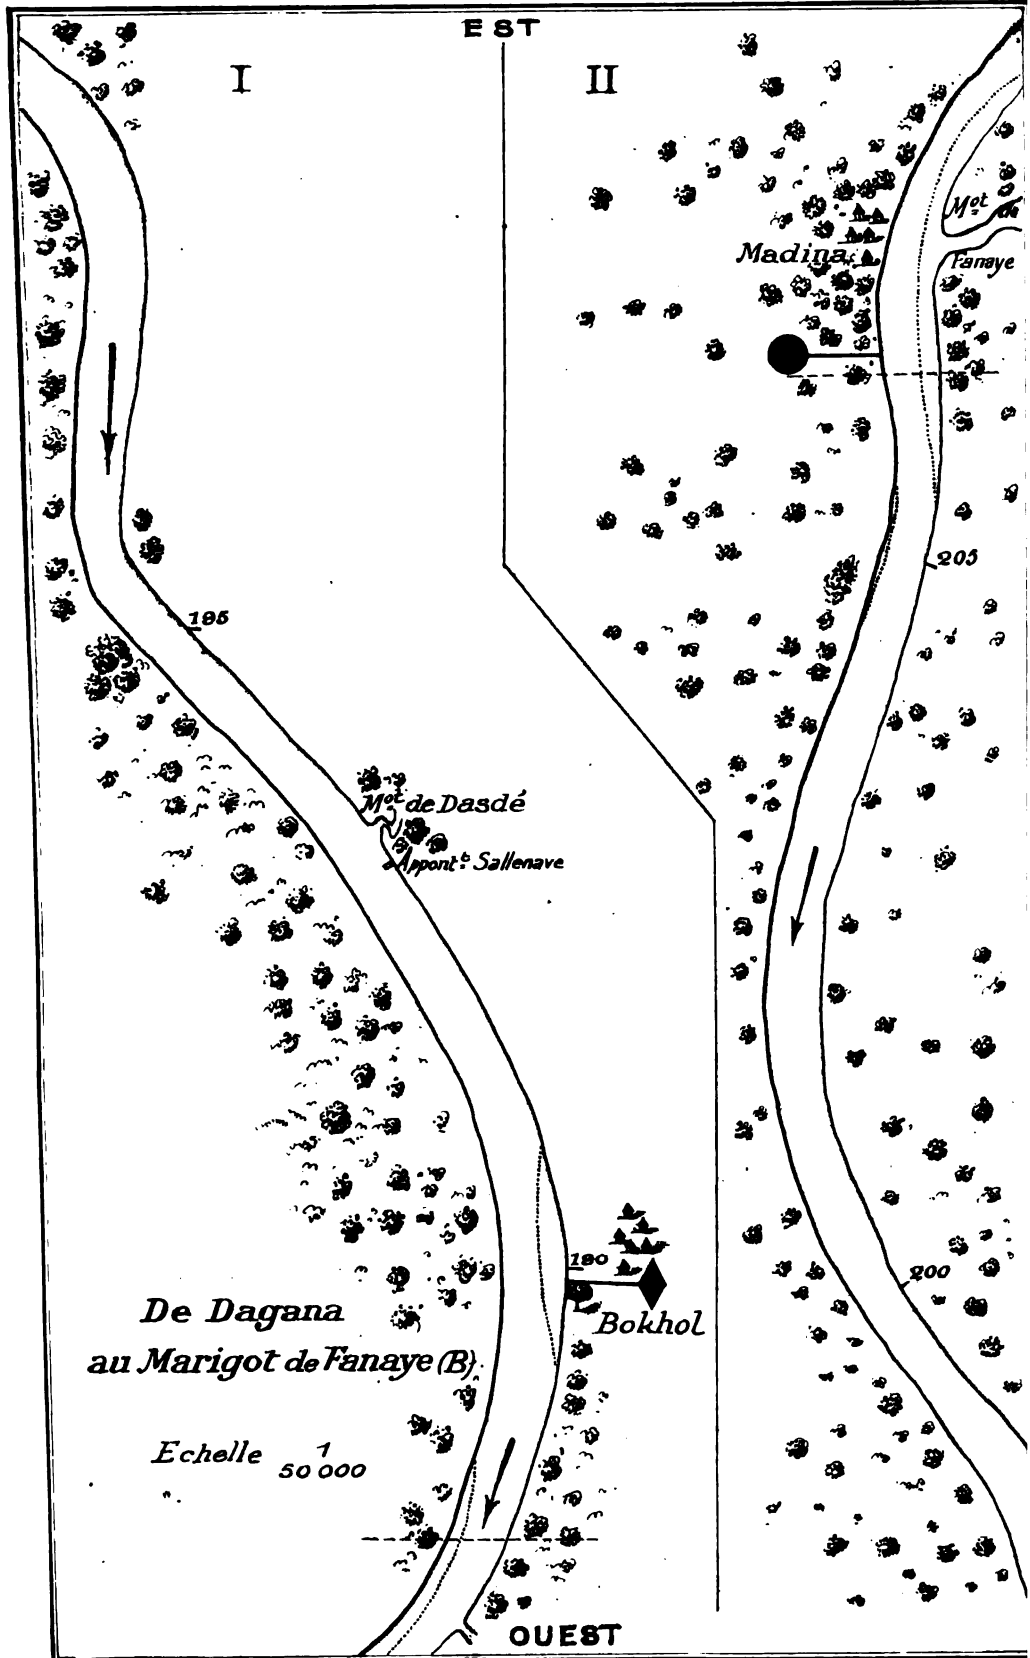 EST
I
II
Mot de
Madina
Fanaye
205
195
Mot de Dasdé
Appont.t Sallenave
190
200
De Dagana
Bokhol
au Marigot de Fanaye (B)
Echelle 1
50 000
OUEST